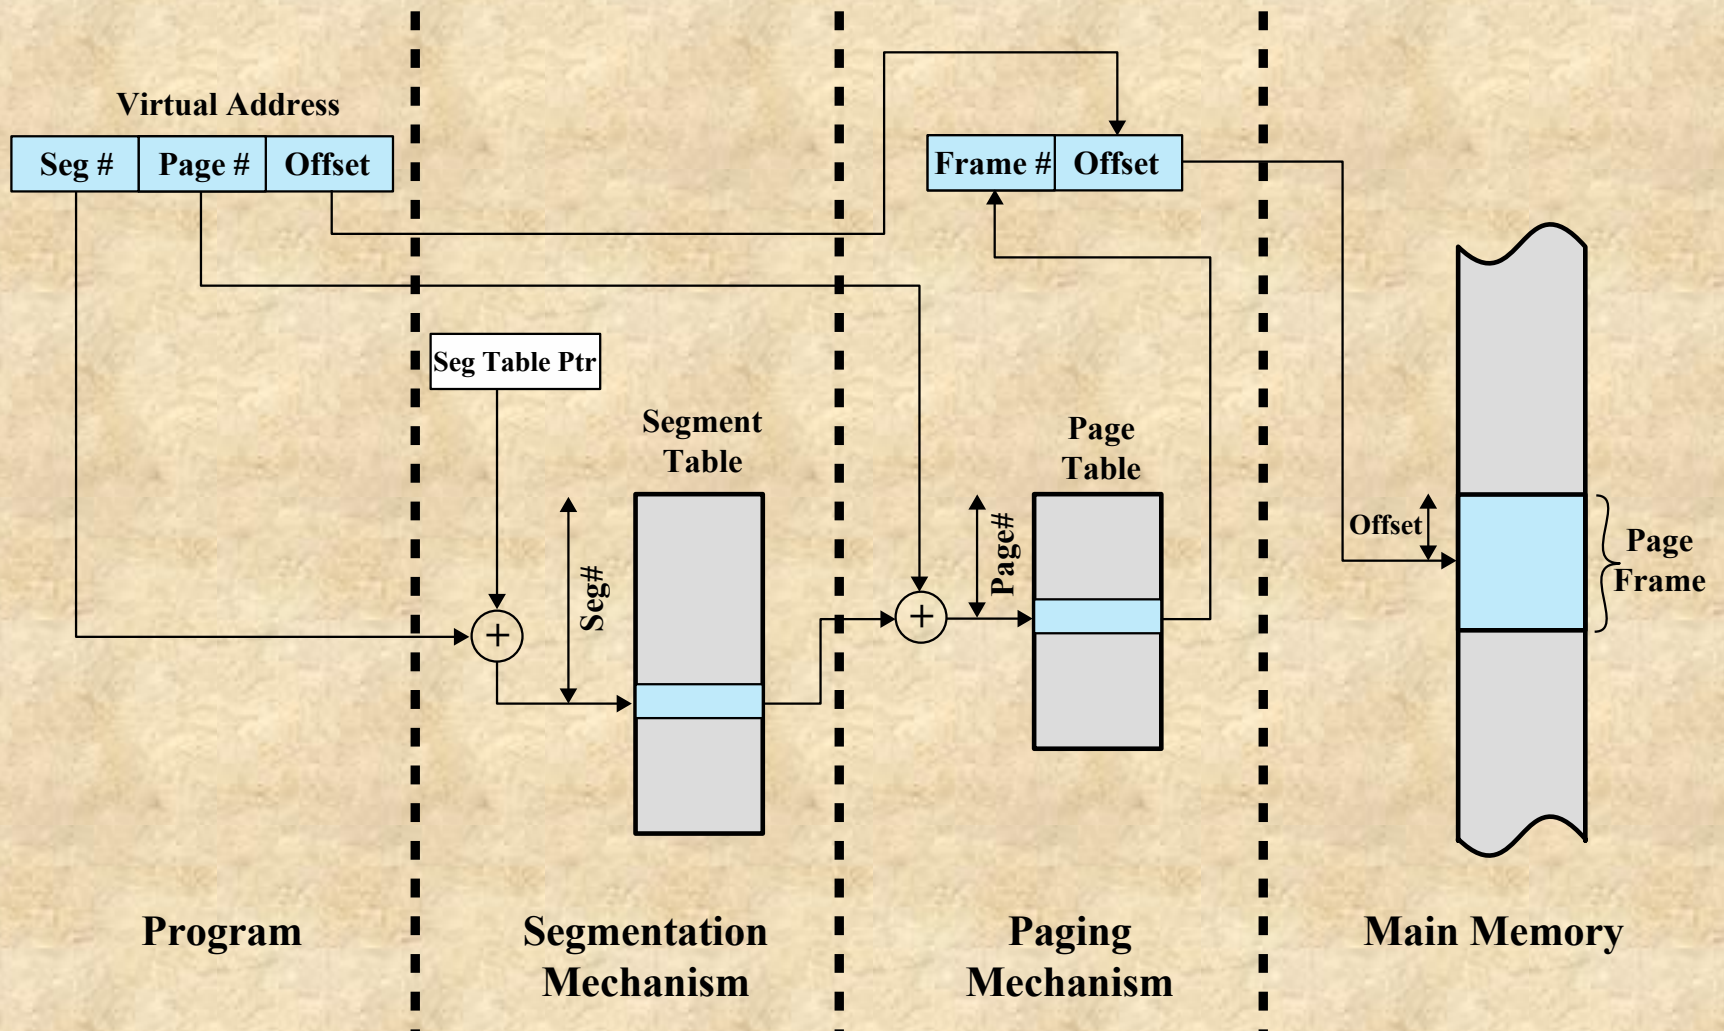 Virtual Address
Seg # Page # Offset
Frame # Offset
Seg Table Ptr
Segment
Table
Seg#
+
Page
Table
Page#
+
Offset
Page
Frame
Program
Segmentation
Mechanism
Paging
Mechanism
Main Memory